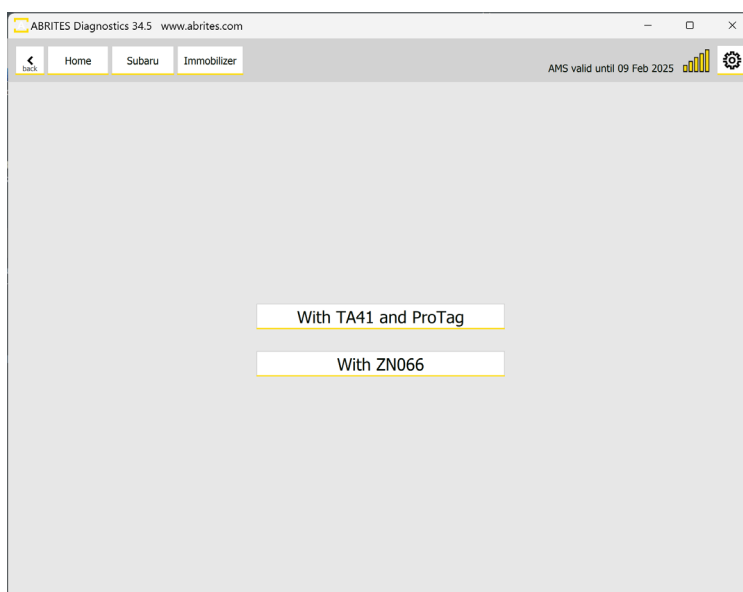 ABRITES Diagnostics 34.5 www.abrites.com
back
Home
Subaru
Immobilizer
AMS valid until 09 Feb 2025
With TA41 and ProTag
With ZN066